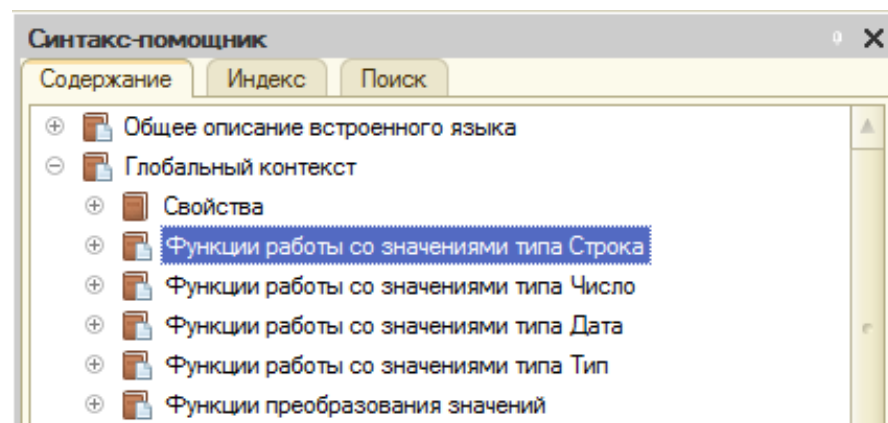 Синтакс-помощник
Содержание Индекс Поиск
Общее описание встроенного языка
Глобальный контекст
Свойства
Функции работы со значениями типа Строка
Функции работы со значениями типа Число
Функции работы со значениями типа Дата
Функции работы со значениями типа Тип
Функции преобразования значений